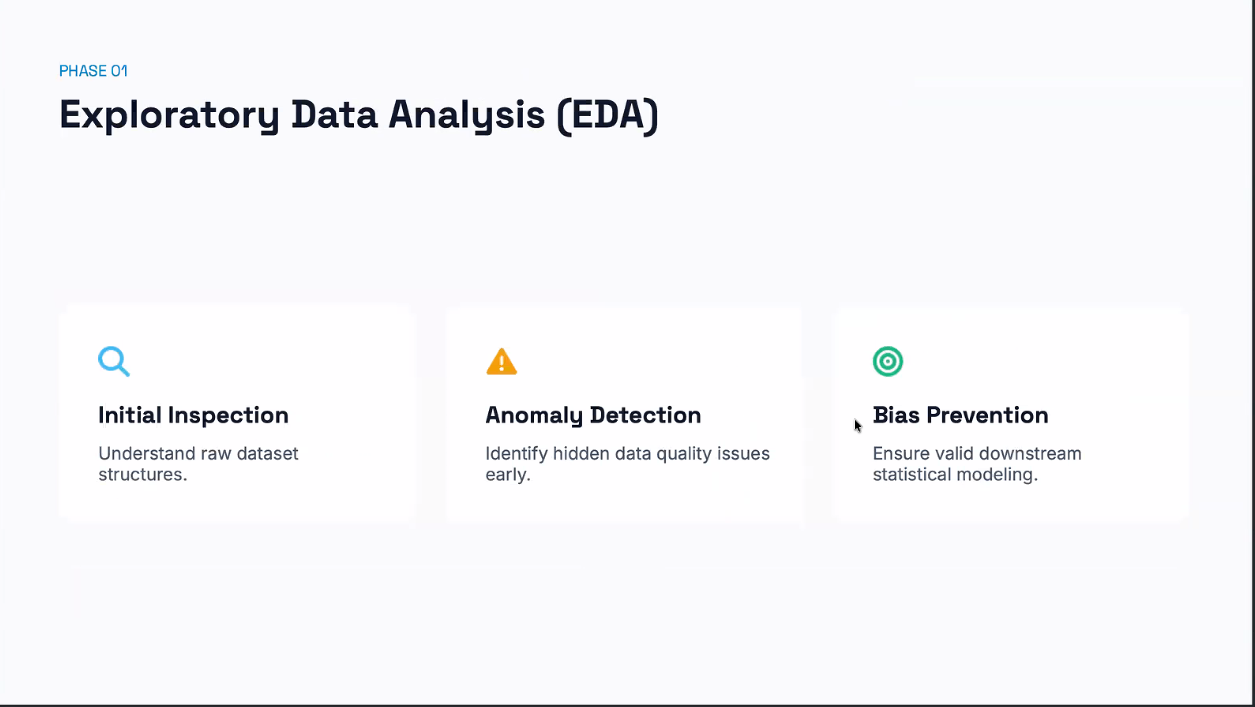 PHASE 01
Exploratory Data Analysis (EDA)
Initial Inspection
Understand raw dataset
structures.
Anomaly Detection
Identify hidden data quality issues
early.
Bias Prevention
Ensure valid downstream
statistical modeling.